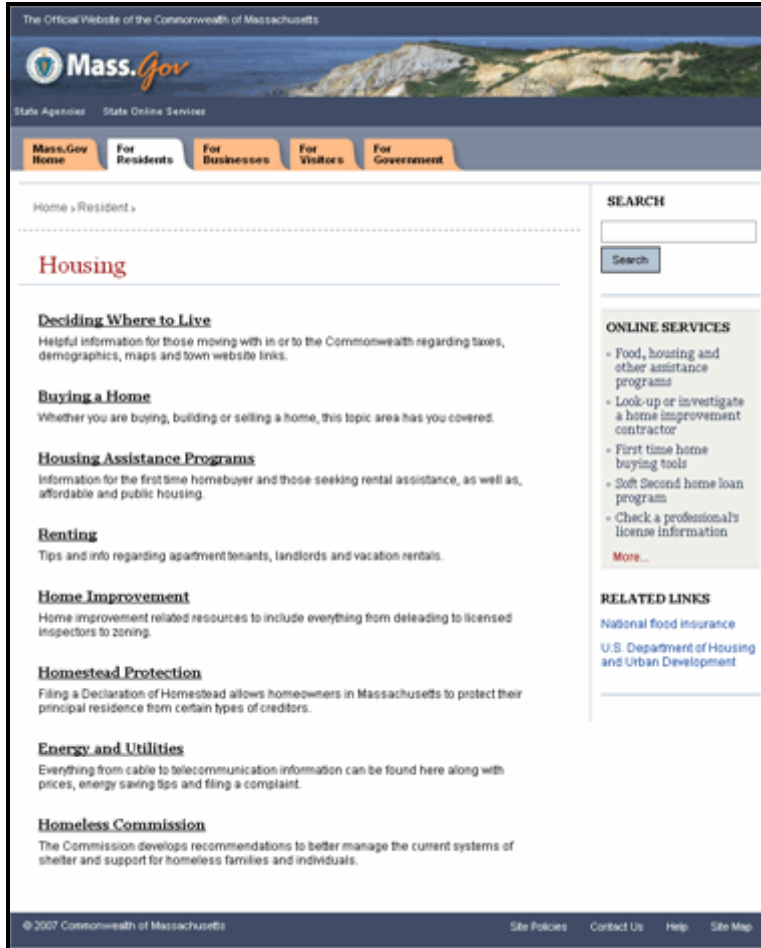 The Official Website of the Commonwealth of Massachusetts
Mass.Gov
State Agencies State Online Services
Mass.Gov Home
For Residents
For Businesses
For Visitors
For Government
Home › Resident ›
Housing
Deciding Where to Live
Helpful information for those moving with in or to the Commonwealth regarding taxes,
demographics, maps and town website links.
Buying a Home
Whether you are buying, building or selling a home, this topic area has you covered.
Housing Assistance Programs
Information for the first time homebuyer and those seeking rental assistance, as well as,
affordable and public housing.
Renting
Tips and info regarding apartment tenants, landlords and vacation rentals.
Home Improvement
Home improvement related resources to include everything from deleading to licensed
inspectors to zoning.
Homestead Protection
Filing a Declaration of Homestead allows homeowners in Massachusetts to protect their
principal residence from certain types of creditors.
Energy and Utilities
Everything from cable to telecommunication information can be found here along with
prices, energy saving tips and filing a complaint.
Homeless Commission
The Commission develops recommendations to better manage the current systems of
shelter and support for homeless families and individuals.
SEARCH
Search
ONLINE SERVICES
» Food, housing and
other assistance
programs
» Look-up or investigate
a home improvement
contractor
» First time home
buying tools
» Soft Second home loan
program
» Check a professional's
license information
More...
RELATED LINKS
National flood insurance
U.S. Department of Housing
and Urban Development
© 2007 Commonwealth of Massachusetts
Site Policies Contact Us Help Site Map